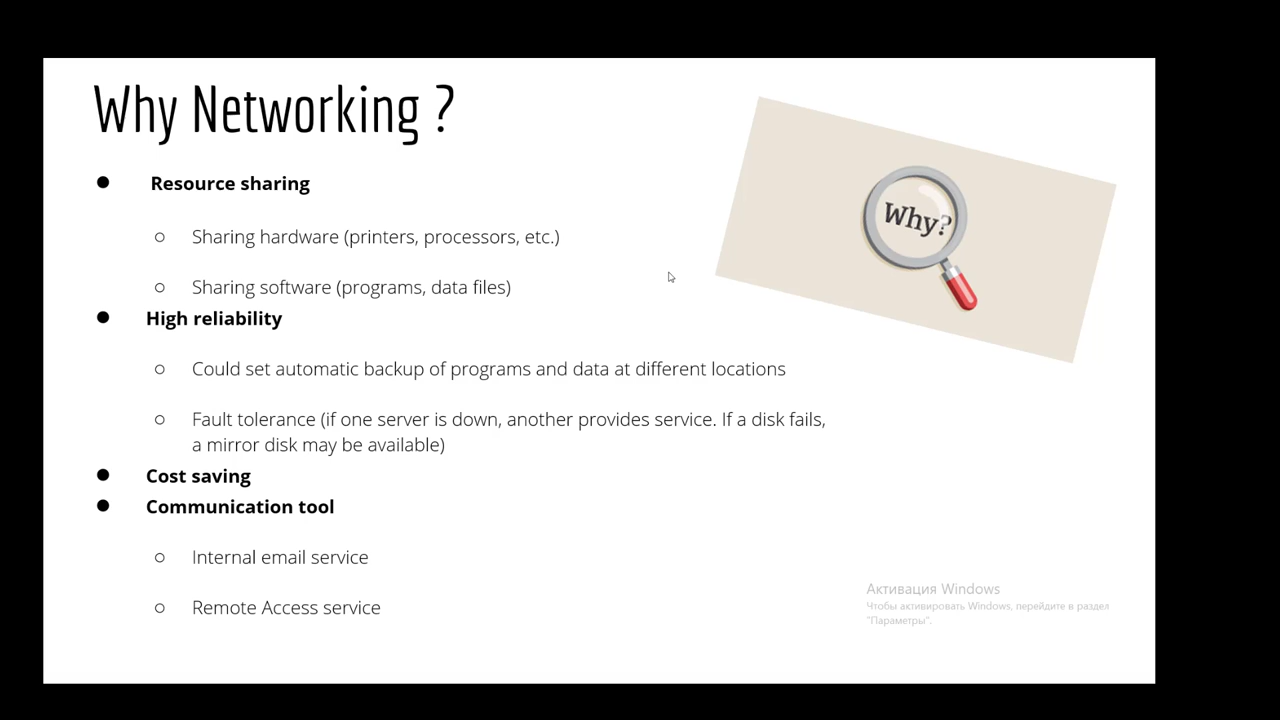 Why Networking ?
Resource sharing
Sharing hardware (printers, processors, etc.)
Sharing software (programs, data files)
High reliability
Could set automatic backup of programs and data at different locations
Fault tolerance (if one server is down, another provides service. If a disk fails,
a mirror disk may be available)
Cost saving
Communication tool
Internal email service
Remote Access service
Why?
Активация Windows
Чтобы активировать Windows, перейдите в раздел
"Параметры".